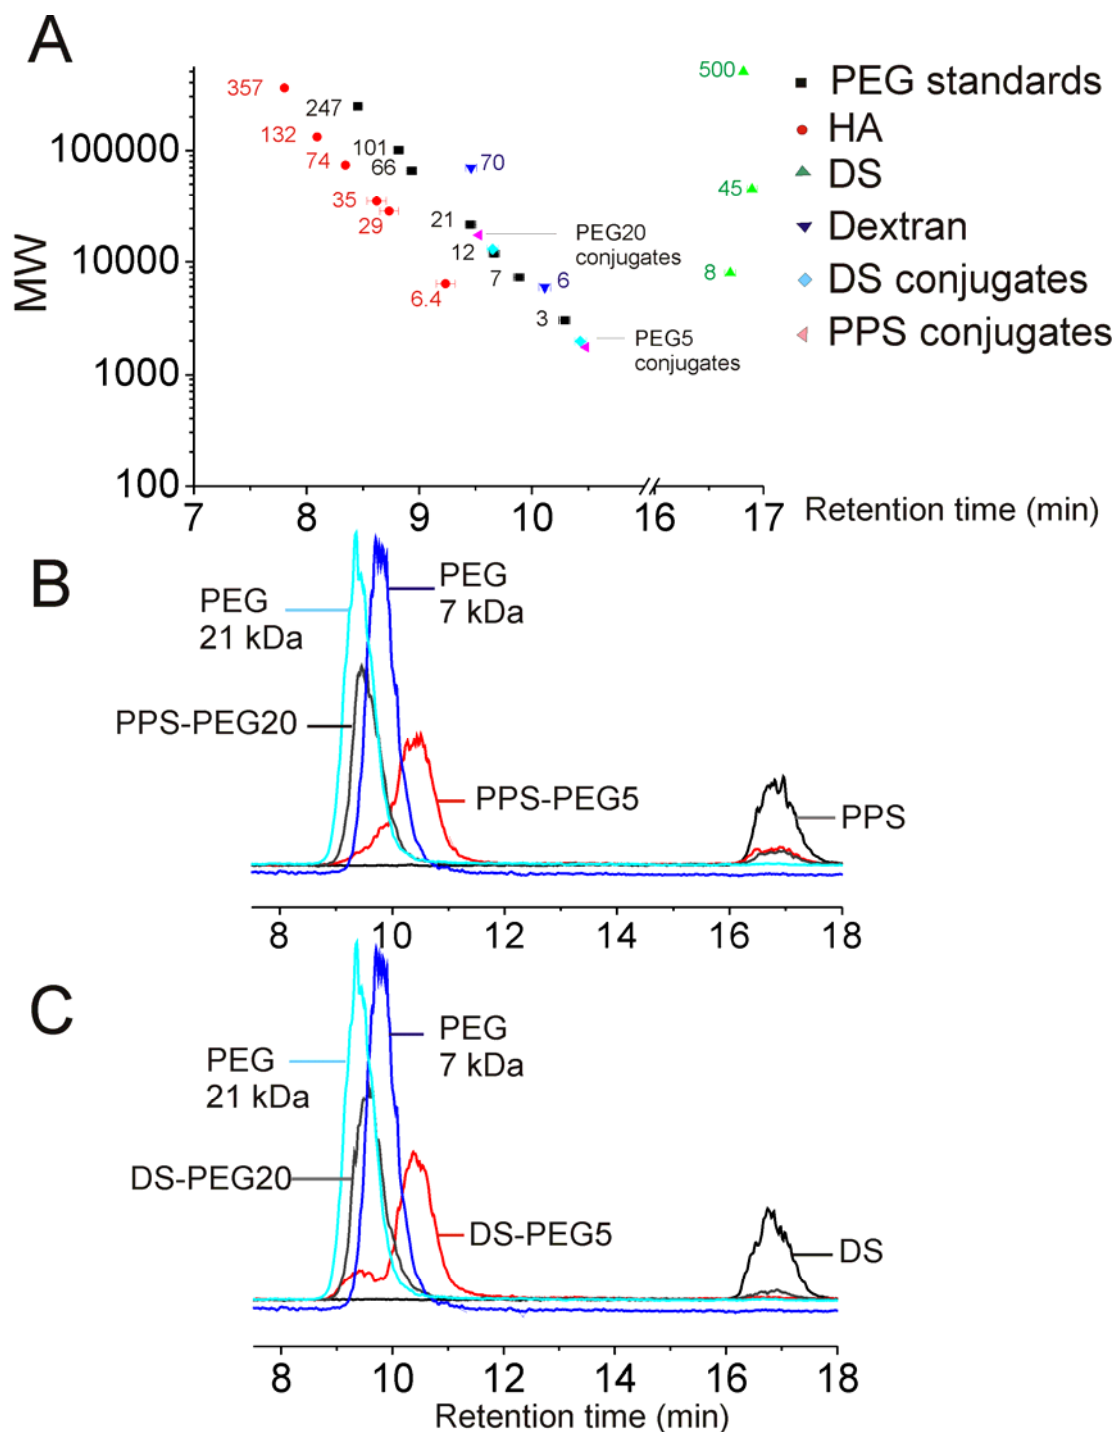 A
MW
100000
10000
1000
100
357
132
74
35
29
6.4
247
101
66
21
12
7
3
70
6
500
45
8
PEG20
conjugates
PEG5
conjugates
PEG standards
HA
DS
Dextran
DS conjugates
PPS conjugates
7
8
9
10
16
17
Retention time (min)
B
PEG
21 kDa
PEG
7 kDa
PPS-PEG20
PPS-PEG5
PPS
8
10
12
14
16
18
C
PEG
21 kDa
PEG
7 kDa
DS-PEG20
DS-PEG5
DS
8
10
12
14
16
18
Retention time (min)